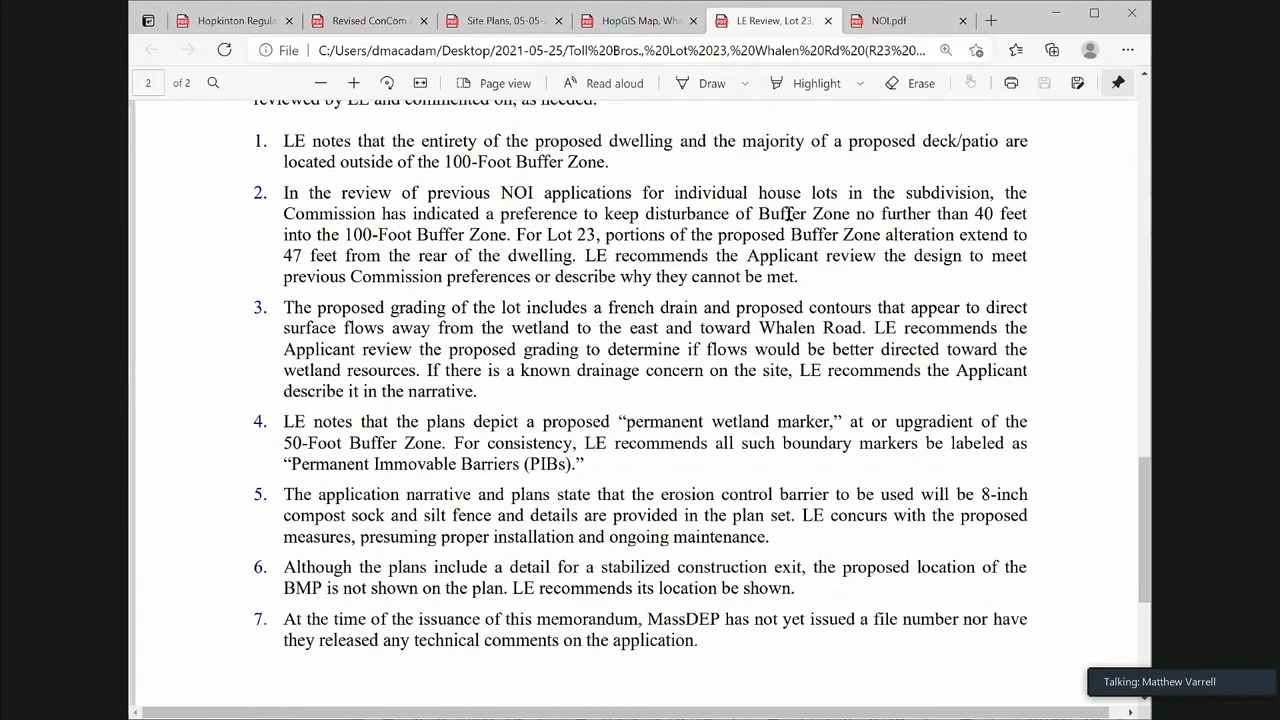 Hopkinton Regula
Revised ConCom
Site Plans, 05-05-2
HopGIS Map, Wha
LE Review, Lot 23,
NOI.pdf
File
C:/Users/dmacadam/Desktop/2021-05-25/Toll%20Bros.,%20Lot%2023,%20Whalen%20Rd%20(R23%20...
2 of 2
Page view
Read aloud
Draw
Highlight
Erase
reviewed by LE and commented on, as needed.
1. LE notes that the entirety of the proposed dwelling and the majority of a proposed deck/patio are
located outside of the 100-Foot Buffer Zone.
2. In the review of previous NOI applications for individual house lots in the subdivision, the
Commission has indicated a preference to keep disturbance of Buffer Zone no further than 40 feet
into the 100-Foot Buffer Zone. For Lot 23, portions of the proposed Buffer Zone alteration extend to
47 feet from the rear of the dwelling. LE recommends the Applicant review the design to meet
previous Commission preferences or describe why they cannot be met.
3. The proposed grading of the lot includes a french drain and proposed contours that appear to direct
surface flows away from the wetland to the east and toward Whalen Road. LE recommends the
Applicant review the proposed grading to determine if flows would be better directed toward the
wetland resources. If there is a known drainage concern on the site, LE recommends the Applicant
describe it in the narrative.
4. LE notes that the plans depict a proposed “permanent wetland marker,” at or upgradient of the
50-Foot Buffer Zone. For consistency, LE recommends all such boundary markers be labeled as
“Permanent Immovable Barriers (PIBs).”
5. The application narrative and plans state that the erosion control barrier to be used will be 8-inch
compost sock and silt fence and details are provided in the plan set. LE concurs with the proposed
measures, presuming proper installation and ongoing maintenance.
6. Although the plans include a detail for a stabilized construction exit, the proposed location of the
BMP is not shown on the plan. LE recommends its location be shown.
7. At the time of the issuance of this memorandum, MassDEP has not yet issued a file number nor have
they released any technical comments on the application.
Talking: Matthew Varrell